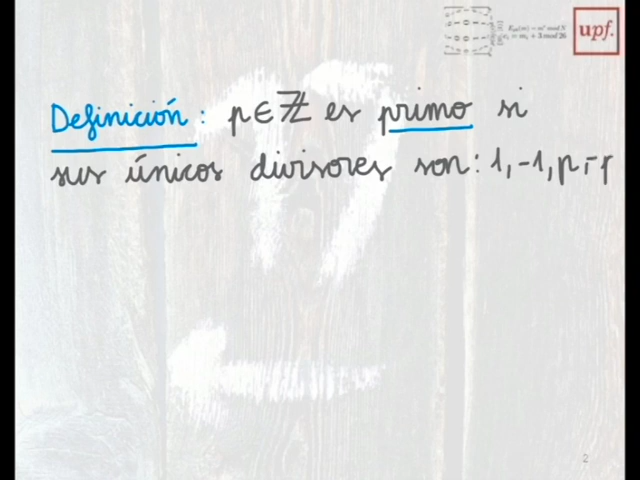 upf.
Definición: p∈ℤ es primo si
sus únicos divisores son: 1, -1, p, -p
2